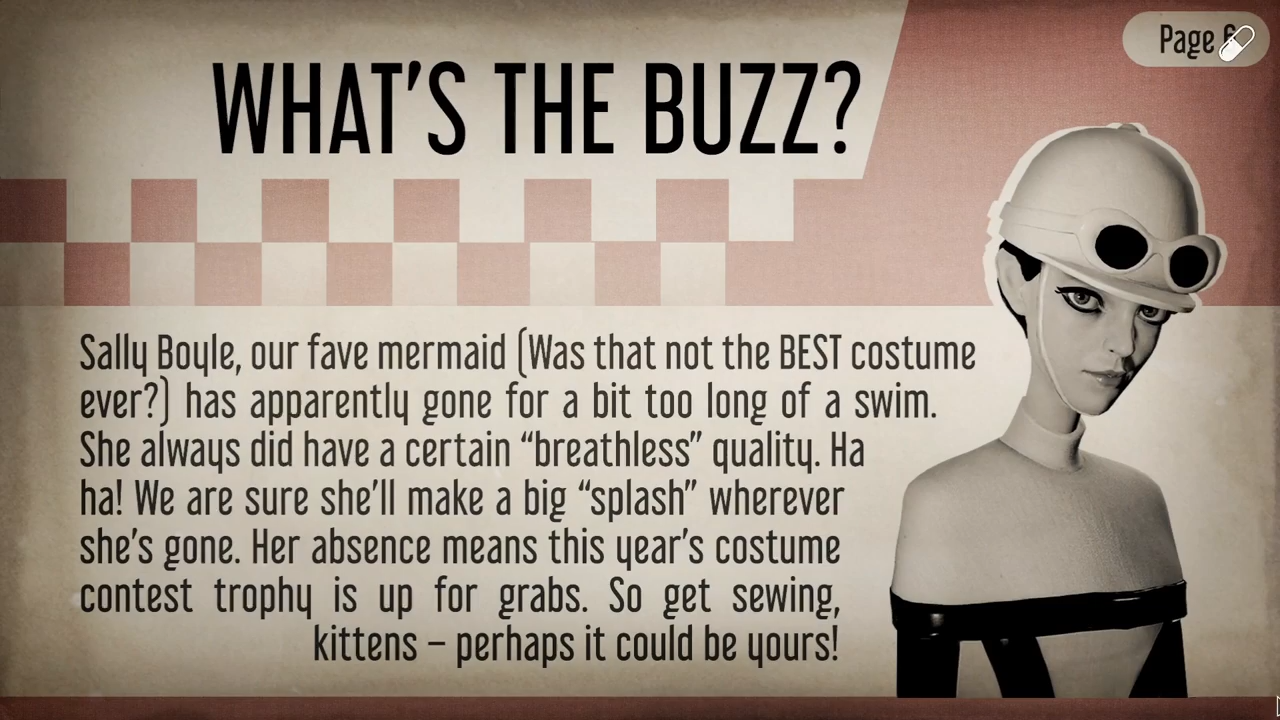 Page
WHAT'S THE BUZZ?
Sally Boyle, our fave mermaid (Was that not the BEST costume
ever?) has apparently gone for a bit too long of a swim.
She always did have a certain “breathless” quality. Ha
ha! We are sure she'll make a big “splash” wherever
she's gone. Her absence means this year's costume
contest trophy is up for grabs. So get sewing,
kittens – perhaps it could be yours!